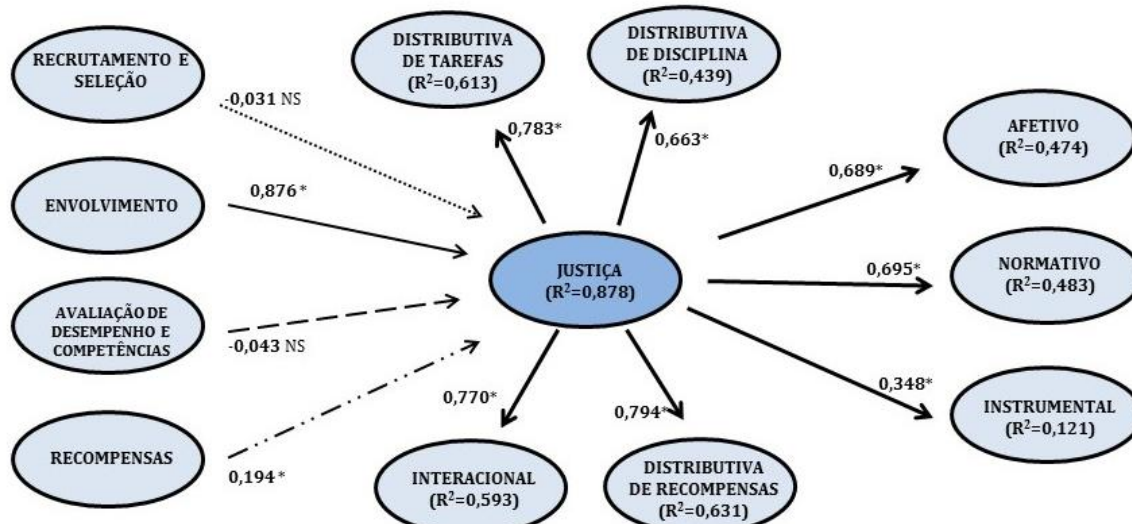 RECRUTAMENTO E
SELEÇÃO
-0,031 NS
ENVOLVIMENTO
0,876*
AVALIAÇÃO DE
DESEMPENHO E
COMPETÊNCIAS
-0,043 NS
RECOMPENSAS
0,194*
DISTRIBUTIVA
DE TAREFAS
(R²=0,613)
0,783*
DISTRIBUTIVA
DE DISCIPLINA
(R²=0,439)
0,663*
JUSTIÇA
(R²=0,878)
0,770*
INTERACIONAL
(R²=0,593)
0,794*
DISTRIBUTIVA
DE RECOMPENSAS
(R²=0,631)
0,689*
AFETIVO
(R²=0,474)
0,695*
NORMATIVO
(R²=0,483)
0,348*
INSTRUMENTAL
(R²=0,121)